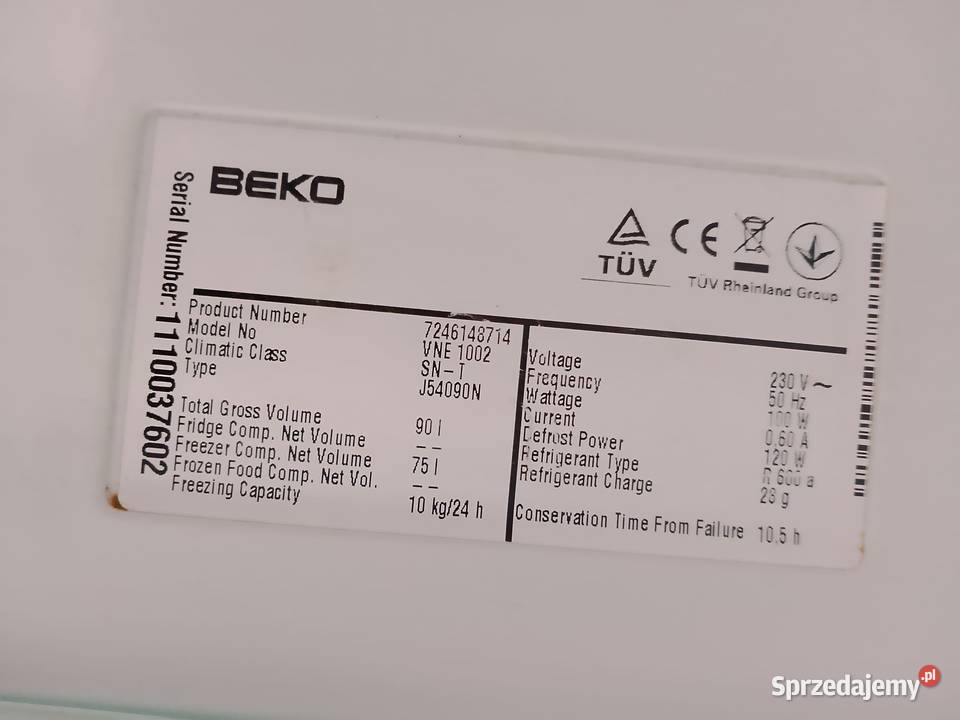 BEKO
Serial Number: 1110037602
TÜV
CE
TÜV Rheinland Group
Product Number 7246148714
Model No VNE 1002
Climatic Class SN-T
Type J54090N
Total Gross Volume 90 l
Fridge Comp. Net Volume --
Freezer Comp. Net Volume 75 l
Frozen Food Comp. Net Vol. --
Freezing Capacity 10 kg/24 h
Voltage 230 V ~
Frequency 50 Hz
Wattage 100 W
Current 0,60 A
Defrost Power 120 W
Refrigerant Type R 600 a
Refrigerant Charge 28 g
Conservation Time From Failure 10,5 h
Sprzedajemy.pl